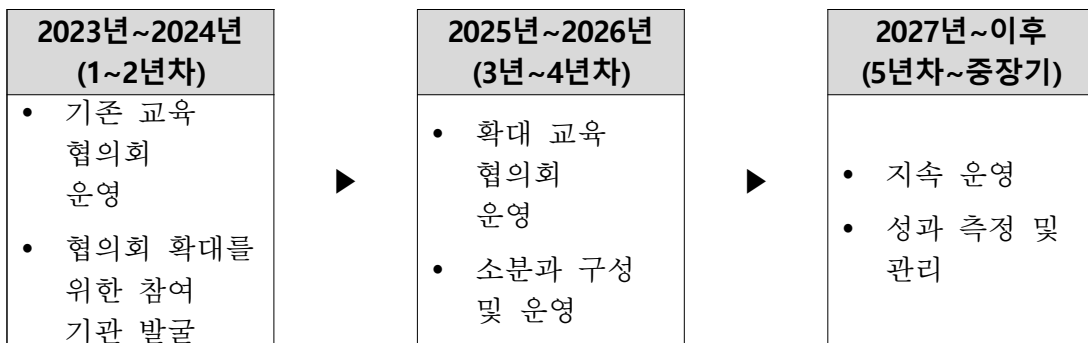 2023년~2024년
(1~2년차)
• 기존 교육
협의회
운영
• 협의회 확대를
위한 참여
기관 발굴
▶
2025년~2026년
(3년~4년차)
• 확대 교육
협의회
운영
• 소분과 구성
및 운영
▶
2027년~이후
(5년차~중장기)
• 지속 운영
• 성과 측정 및
관리